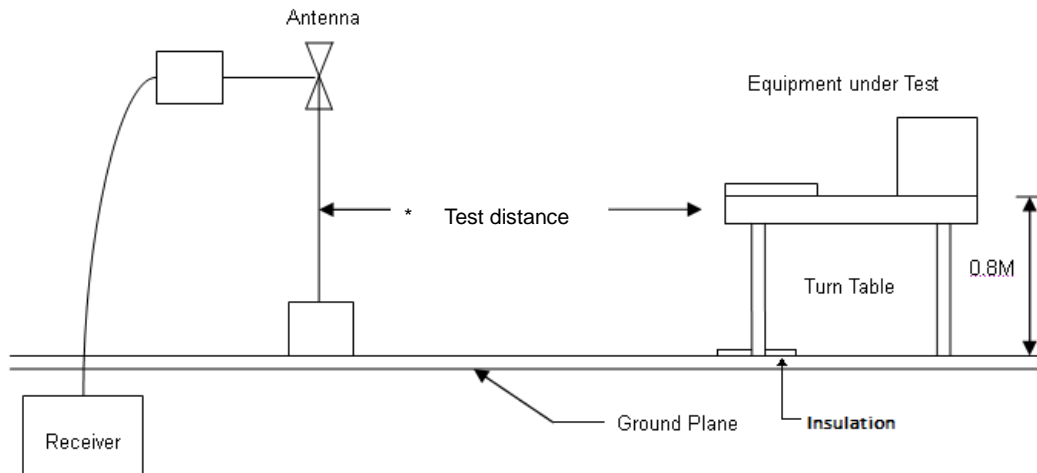 Antenna
Equipment under Test
* Test distance
0.8M
Turn Table
Ground Plane
Insulation
Receiver